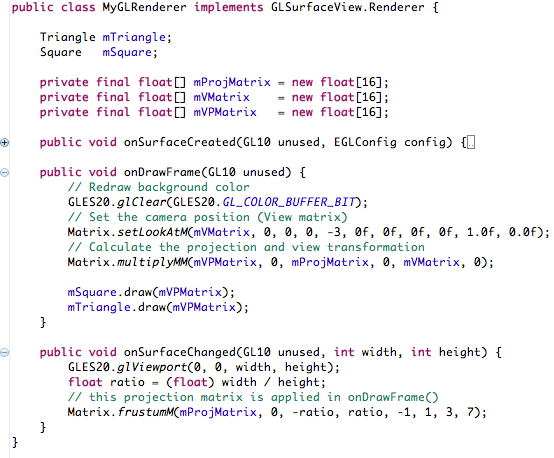 public class MyGLRenderer implements GLSurfaceView.Renderer {
Triangle mTriangle;
Square   mSquare;
private final float[] mProjMatrix = new float[16];
private final float[] mVMatrix    = new float[16];
private final float[] mVPMatrix   = new float[16];
public void onSurfaceCreated(GL10 unused, EGLConfig config) {
public void onDrawFrame(GL10 unused) {
// Redraw background color
GLES20.glClear(GLES20.GL_COLOR_BUFFER_BIT);
// Set the camera position (View matrix)
Matrix.setLookAtM(mVMatrix, 0, 0, 0, -3, 0f, 0f, 0f, 0f, 1.0f, 0.0f);
// Calculate the projection and view transformation
Matrix.multiplyMM(mVPMatrix, 0, mProjMatrix, 0, mVMatrix, 0);
mSquare.draw(mVPMatrix);
mTriangle.draw(mVPMatrix);
}
public void onSurfaceChanged(GL10 unused, int width, int height) {
GLES20.glViewport(0, 0, width, height);
float ratio = (float) width / height;
// this projection matrix is applied in onDrawFrame()
Matrix.frustumM(mProjMatrix, 0, -ratio, ratio, -1, 1, 3, 7);
}
}